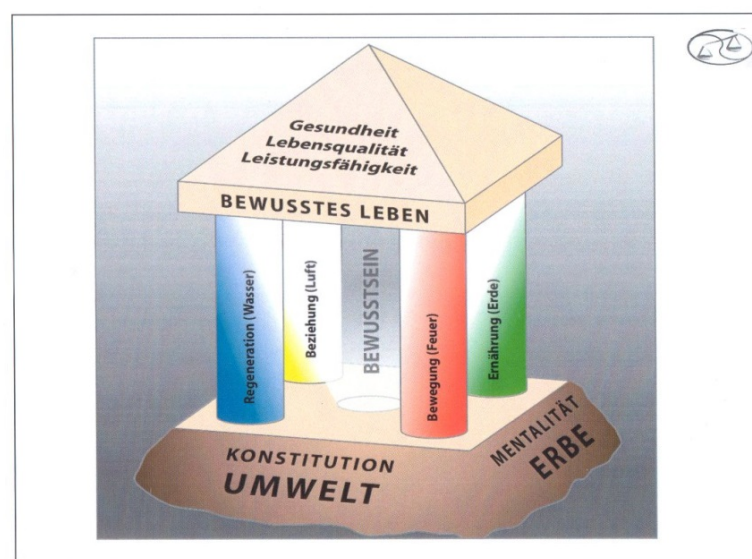 Gesundheit
Lebensqualität
Leistungsfähigkeit
BEWUSSTES LEBEN
Regeneration (Wasser)
Beziehung (Luft)
BEWUSSTSEIN
Bewegung (Feuer)
Ernährung (Erde)
KONSTITUTION
UMWELT
MENTALITÄT
ERBE